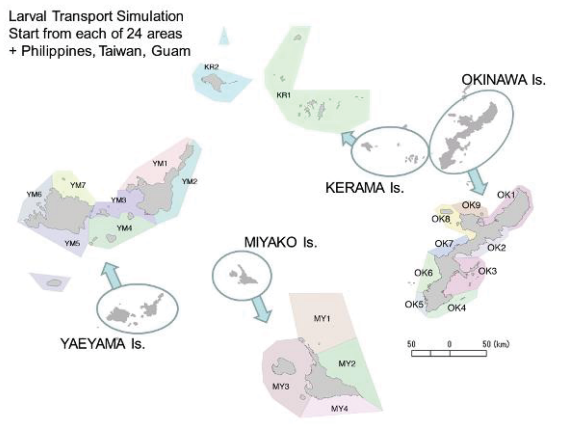 Larval Transport Simulation
Start from each of 24 areas
+ Philippines, Taiwan, Guam
KR2
KR1
OKINAWA Is.
KERAMA Is.
YM1
YM2
YM3
YM4
YM5
YM6
YM7
YAEYAMA Is.
MIYAKO Is.
MY1
MY2
MY3
MY4
OK1
OK9
OK8
OK2
OK7
OK3
OK6
OK5
OK4
50 0 50 (km)